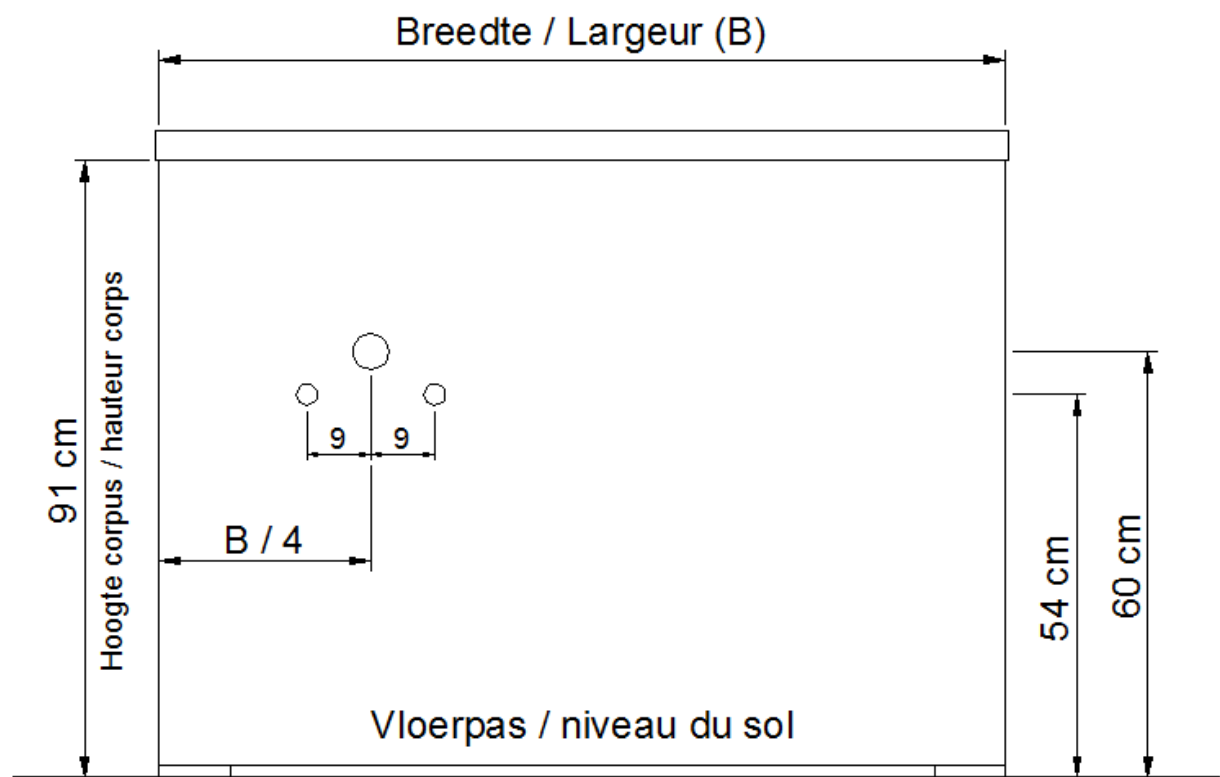 Breedte / Largeur (B)
91 cm
Hoogte corpus / hauteur corps
9
9
B / 4
54 cm
60 cm
Vloerpas / niveau du sol